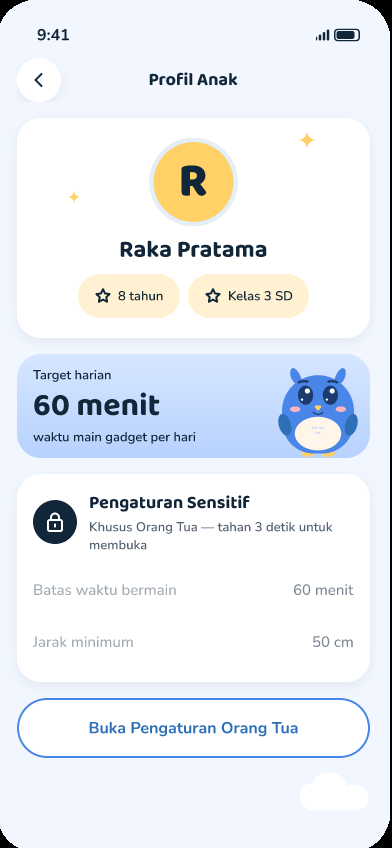 9:41
Profil Anak
R
Raka Pratama
8 tahun
Kelas 3 SD
Target harian
60 menit
waktu main gadget per hari
Pengaturan Sensitif
Khusus Orang Tua — tahan 3 detik untuk
membuka
Batas waktu bermain 60 menit
Jarak minimum 50 cm
Buka Pengaturan Orang Tua